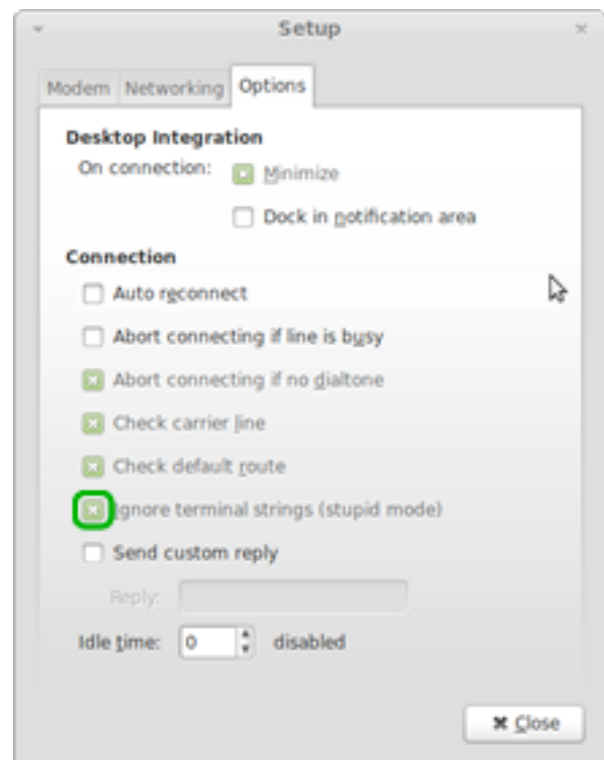 Setup
Modem Networking Options
Desktop Integration
On connection: Minimize
Dock in notification area
Connection
Auto reconnect
Abort connecting if line is busy
Abort connecting if no dialtone
Check carrier line
Check default route
Ignore terminal strings (stupid mode)
Send custom reply
Reply:
Idle time: 0 disabled
Close